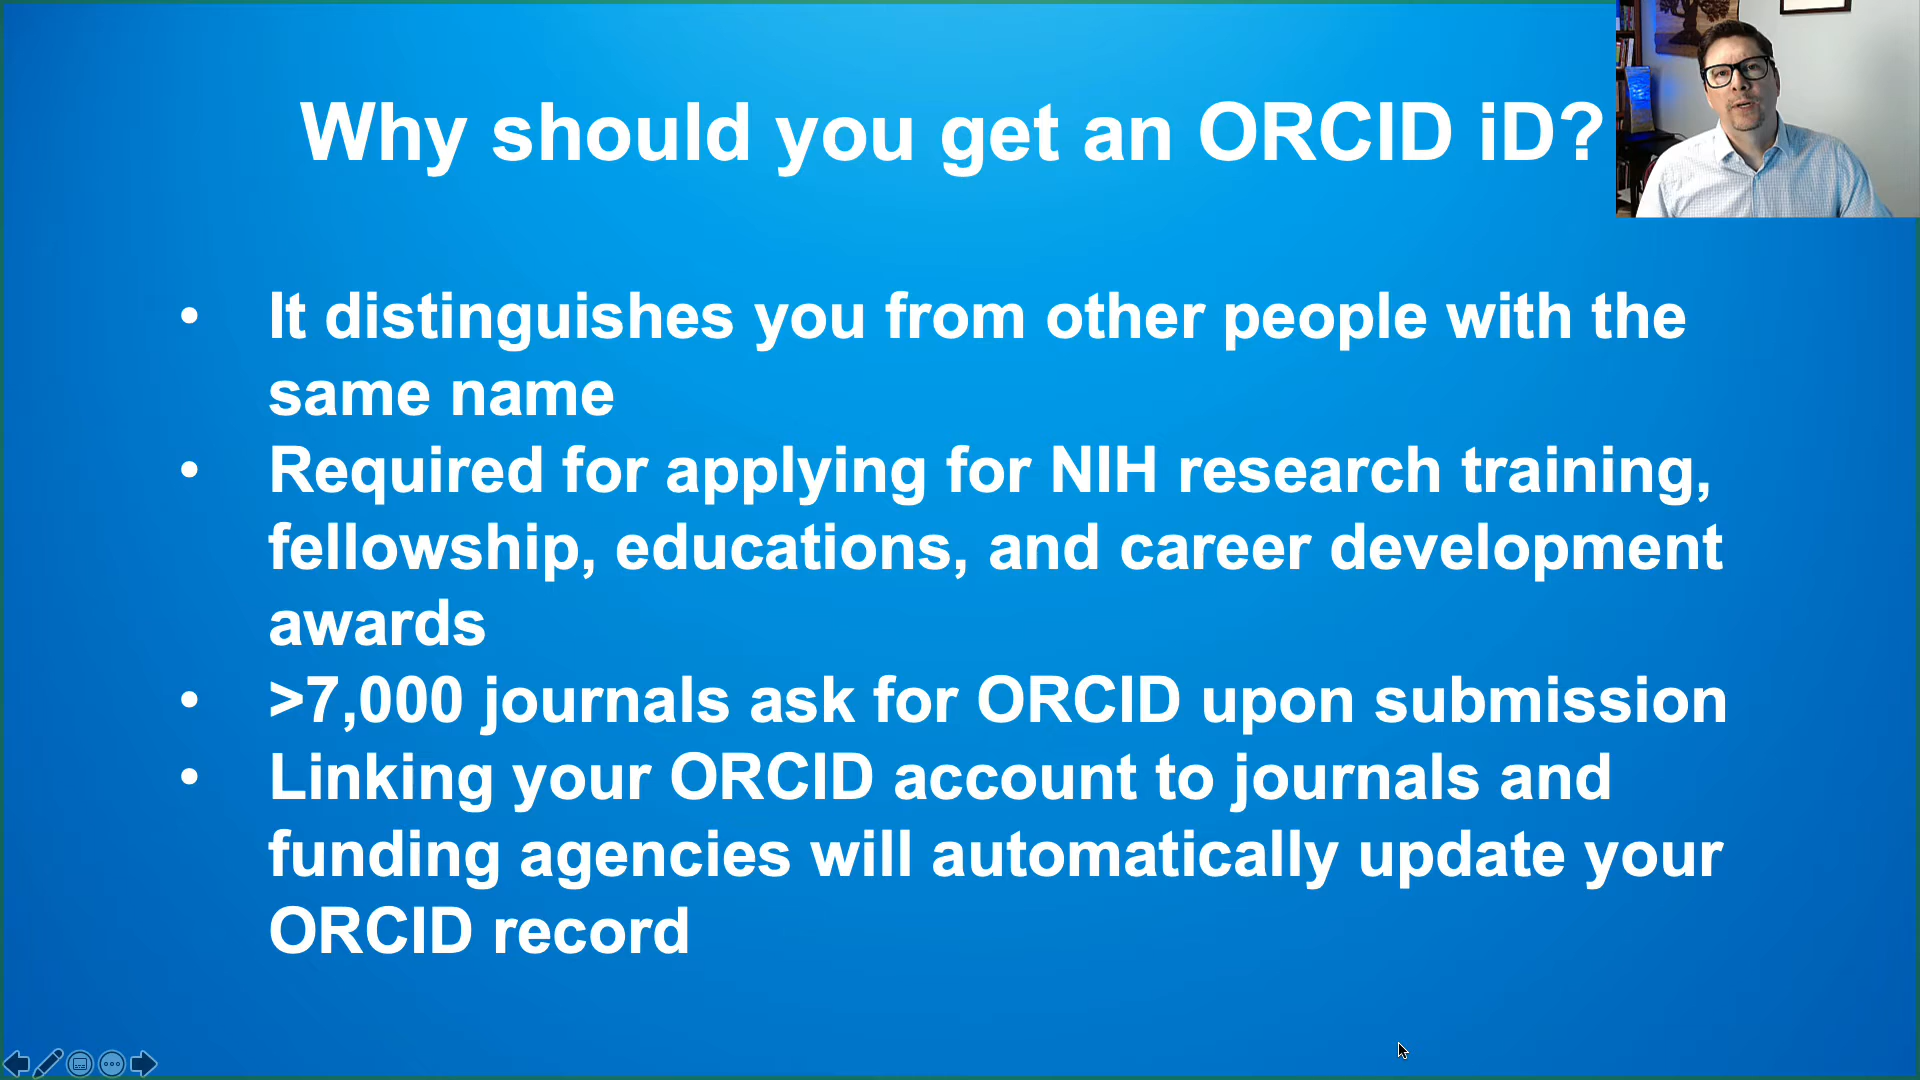 Why should you get an ORCID iD?
• It distinguishes you from other people with the
same name
• Required for applying for NIH research training,
fellowship, educations, and career development
awards
• >7,000 journals ask for ORCID upon submission
• Linking your ORCID account to journals and
funding agencies will automatically update your
ORCID record